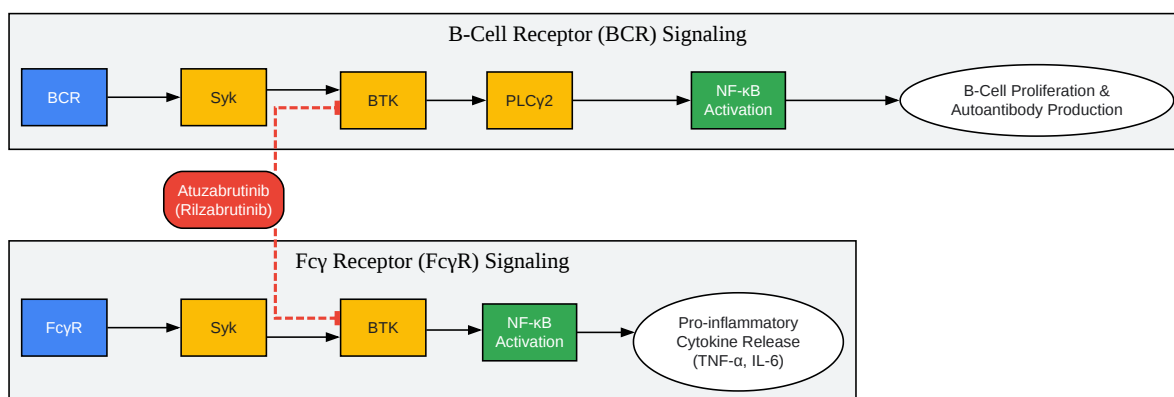 B-Cell Receptor (BCR) Signaling
BCR
Syk
BTK
PLCγ2
NF-κB
Activation
B-Cell Proliferation &
Autoantibody Production
Atuzabrutinib
(Rilzabrutinib)
Fcγ Receptor (FcγR) Signaling
FcγR
Syk
BTK
NF-κB
Activation
Pro-inflammatory
Cytokine Release
(TNF-α, IL-6)